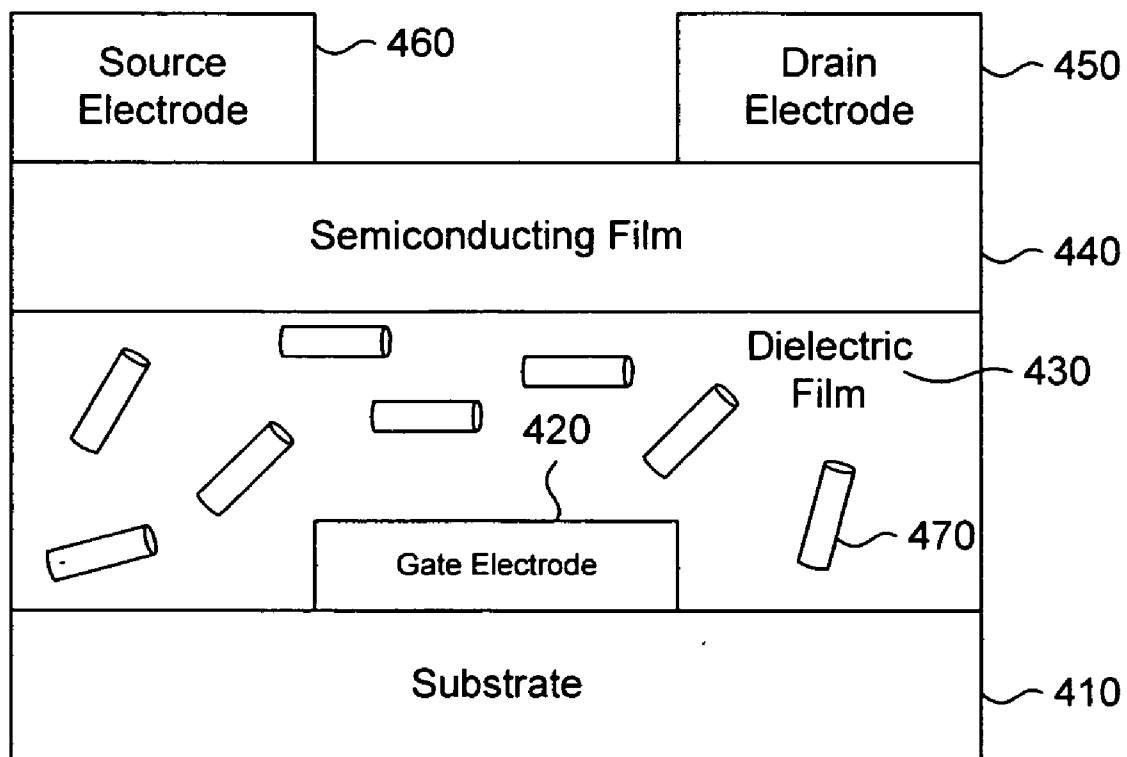 Source
Electrode
460
Drain
Electrode
450
Semiconducting Film
440
Dielectric
Film
430
420
Gate Electrode
470
Substrate
410